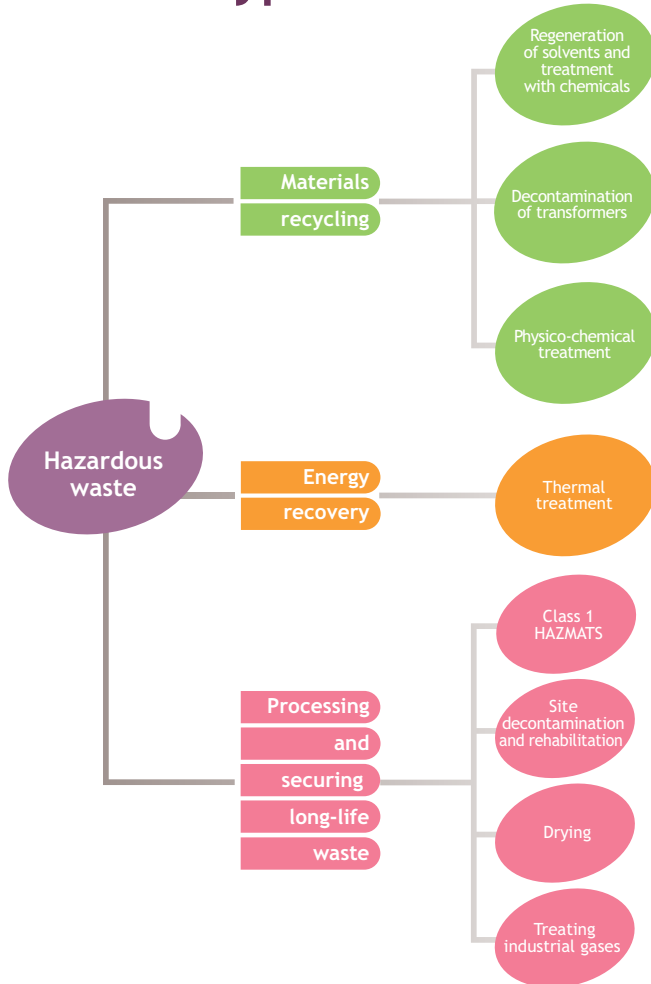 Regeneration
of solvents and
treatment
with chemicals
Materials
recycling
Decontamination
of transformers
Physico-chemical
treatment
Hazardous
waste
Energy
recovery
Thermal
treatment
Class 1
HAZMATS
Processing
and
securing
long-life
waste
Site
decontamination
and rehabilitation
Drying
Treating
industrial gases